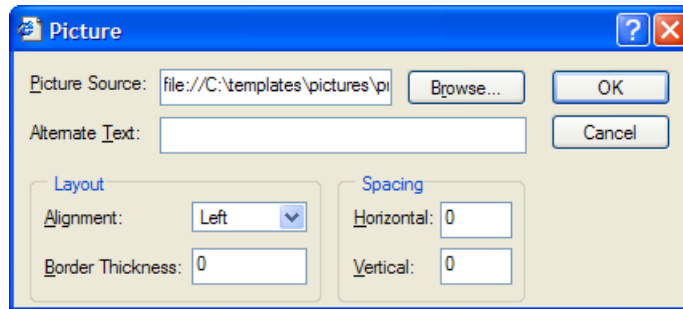 Picture
Picture Source: file://C:\templates\pictures\pi Browse... OK
Alternate Text: Cancel
Layout Spacing
Alignment: Left Horizontal: 0
Border Thickness: 0 Vertical: 0